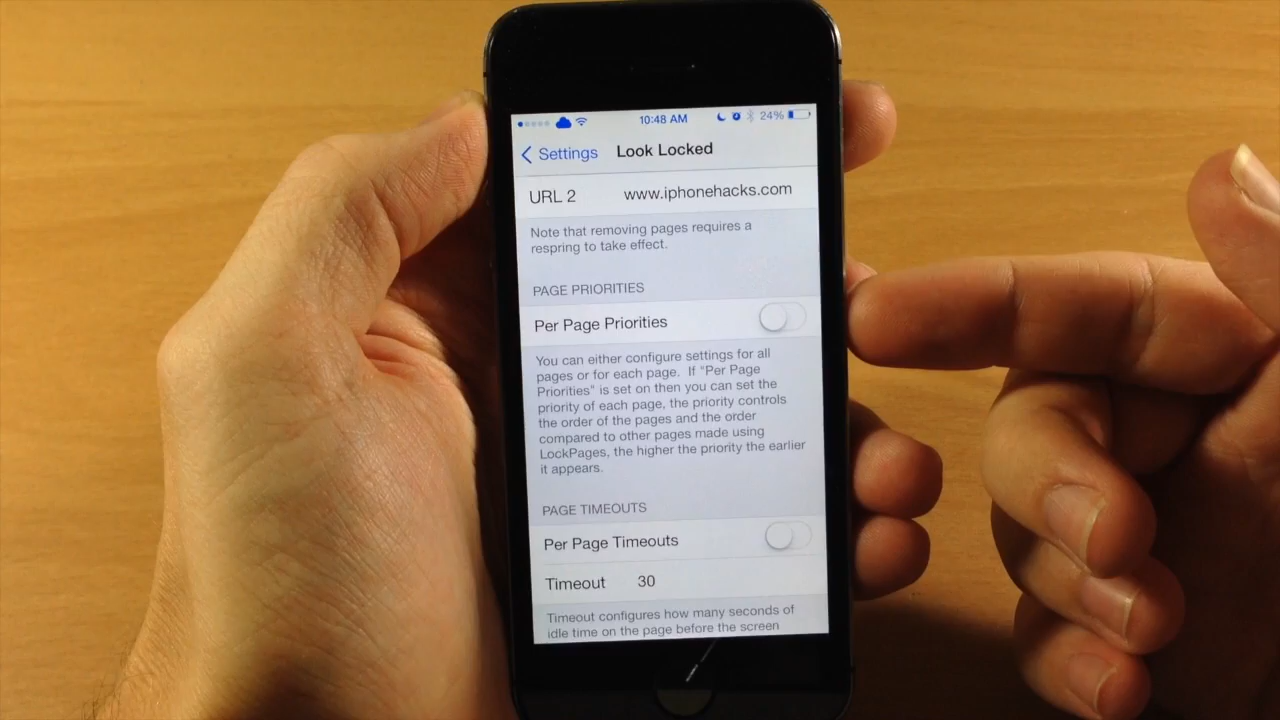 10:48 AM 24%
Settings Look Locked
URL 2 www.iphonehacks.com
Note that removing pages requires a
respring to take effect.
PAGE PRIORITIES
Per Page Priorities
You can either configure settings for all
pages or for each page. If "Per Page
Priorities" is set on then you can set the
priority of each page, the priority controls
the order of the pages and the order
compared to other pages made using
LockPages, the higher the priority the earlier
it appears.
PAGE TIMEOUTS
Per Page Timeouts
Timeout 30
Timeout configures how many seconds of
idle time on the page before the screen